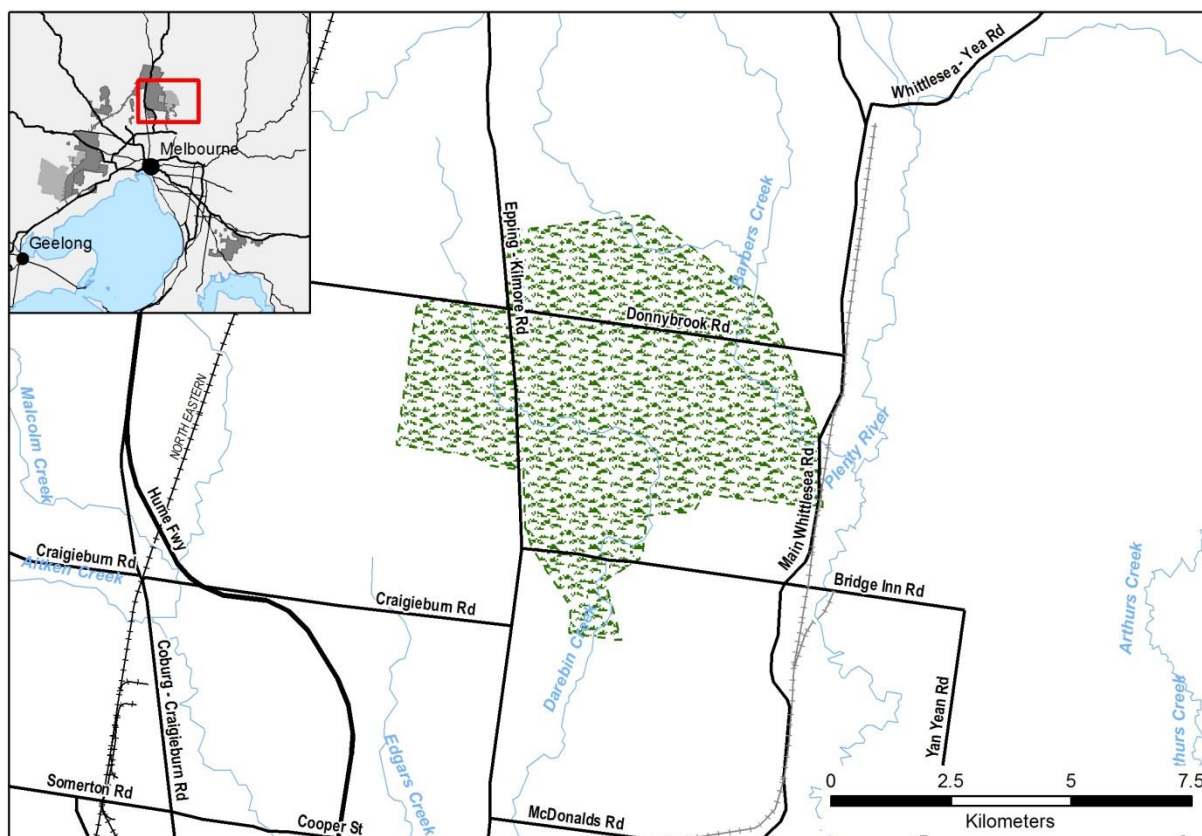 Whittlesea - Yea Rd
Melbourne
Geelong
Epping - Kilmore Rd
Barbers Creek
Donnybrook Rd
NORTH EASTERN
Malcolm Creek
Hume Fwy
Plenty River
Main Whittlesea Rd
Craigieburn Rd
Aitken Creek
Craigieburn Rd
Bridge Inn Rd
Arthurs Creek
Darebin Creek
Coburg - Craigieburn Rd
Edgars Creek
Yan Yean Rd
thurs Creek
Somerton Rd
Cooper St
McDonalds Rd
0 2.5 5 7.5
Kilometers